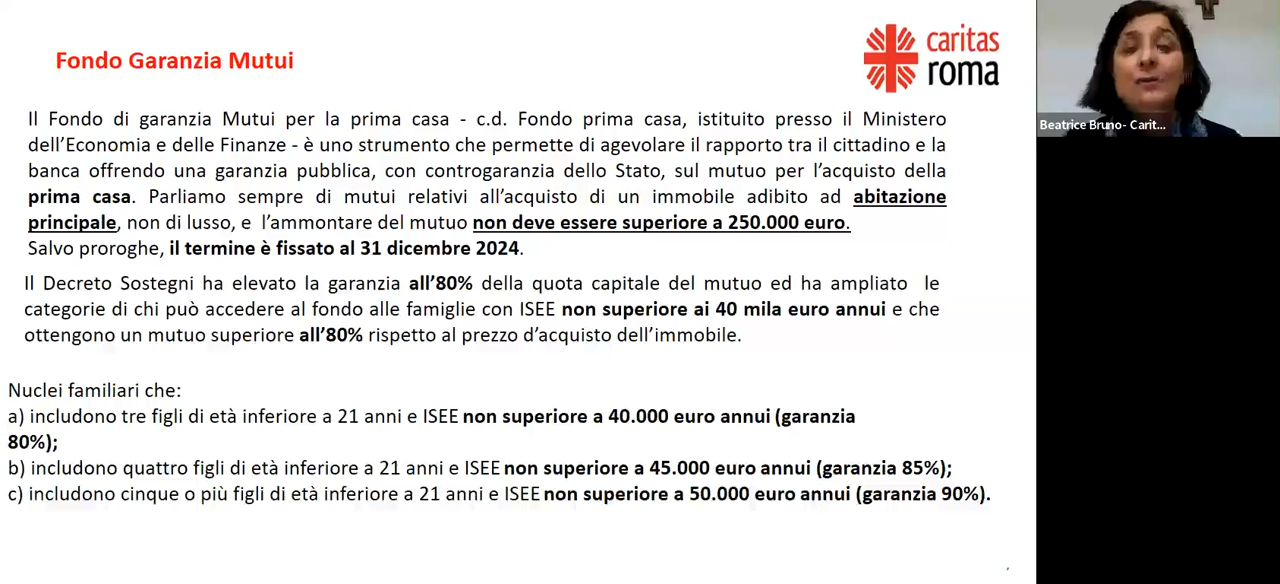 Fondo Garanzia Mutui
caritas
roma
Il Fondo di garanzia Mutui per la prima casa - c.d. Fondo prima casa, istituito presso il Ministero
dell’Economia e delle Finanze - è uno strumento che permette di agevolare il rapporto tra il cittadino e la
banca offrendo una garanzia pubblica, con controgaranzia dello Stato, sul mutuo per l’acquisto della
prima casa. Parliamo sempre di mutui relativi all’acquisto di un immobile adibito ad abitazione
principale, non di lusso, e l’ammontare del mutuo non deve essere superiore a 250.000 euro.
Salvo proroghe, il termine è fissato al 31 dicembre 2024.
Il Decreto Sostegni ha elevato la garanzia all’80% della quota capitale del mutuo ed ha ampliato le
categorie di chi può accedere al fondo alle famiglie con ISEE non superiore ai 40 mila euro annui e che
ottengono un mutuo superiore all’80% rispetto al prezzo d’acquisto dell’immobile.
Nuclei familiari che:
a) includono tre figli di età inferiore a 21 anni e ISEE non superiore a 40.000 euro annui (garanzia
80%);
b) includono quattro figli di età inferiore a 21 anni e ISEE non superiore a 45.000 euro annui (garanzia 85%);
c) includono cinque o più figli di età inferiore a 21 anni e ISEE non superiore a 50.000 euro annui (garanzia 90%).
Beatrice Bruno- Carit...